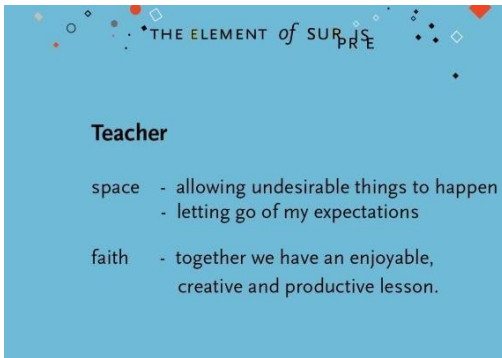 THE ELEMENT of SURPRISE
Teacher
space - allowing undesirable things to happen
- letting go of my expectations
faith - together we have an enjoyable,
creative and productive lesson.